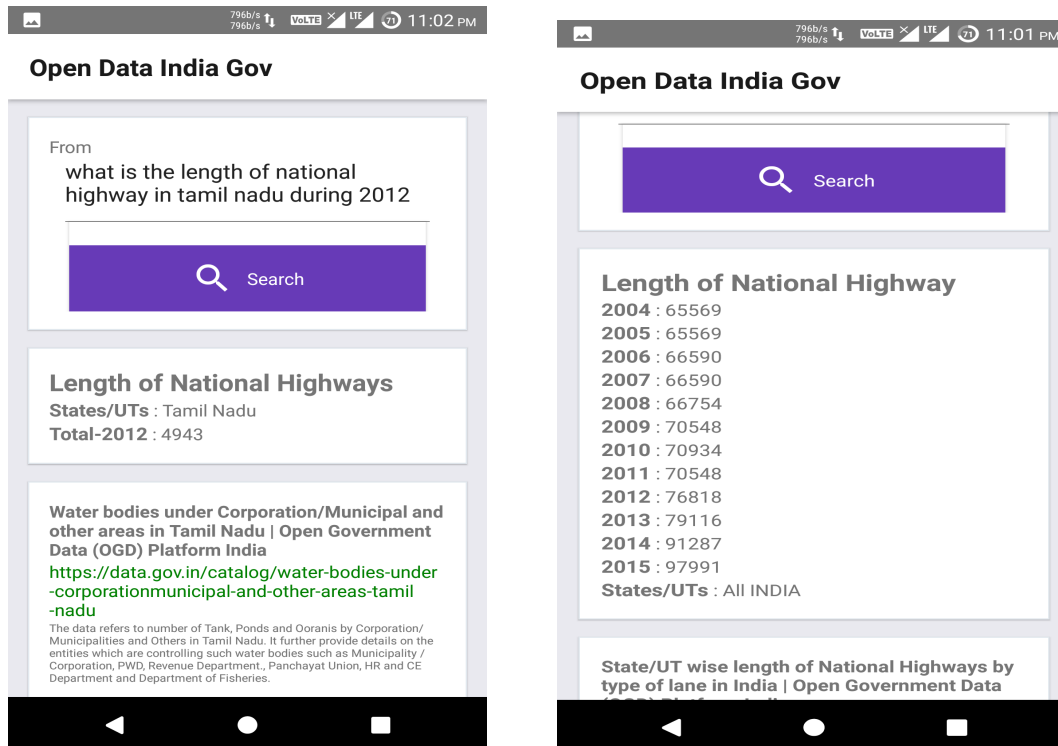 796b/s
796b/s
VoLTE
LTE
71
11:02 PM
Open Data India Gov
From
what is the length of national
highway in tamil nadu during 2012
Search
Length of National Highways
States/UTs : Tamil Nadu
Total-2012 : 4943
Water bodies under Corporation/Municipal and
other areas in Tamil Nadu | Open Government
Data (OGD) Platform India
https://data.gov.in/catalog/water-bodies-under
-corporationmunicipal-and-other-areas-tamil
-nadu
The data refers to number of Tank, Ponds and Ooranis by Corporation/
Municipalities and Others in Tamil Nadu. It further provide details on the
entities which are controlling such water bodies such as Municipality /
Corporation, PWD, Revenue Department., Panchayat Union, HR and CE
Department and Department of Fisheries.
796b/s
796b/s
VoLTE
LTE
71
11:01 PM
Open Data India Gov
Search
Length of National Highway
2004 : 65569
2005 : 65569
2006 : 66590
2007 : 66590
2008 : 66754
2009 : 70548
2010 : 70934
2011 : 70548
2012 : 76818
2013 : 79116
2014 : 91287
2015 : 97991
States/UTs : All INDIA
State/UT wise length of National Highways by
type of lane in India | Open Government Data